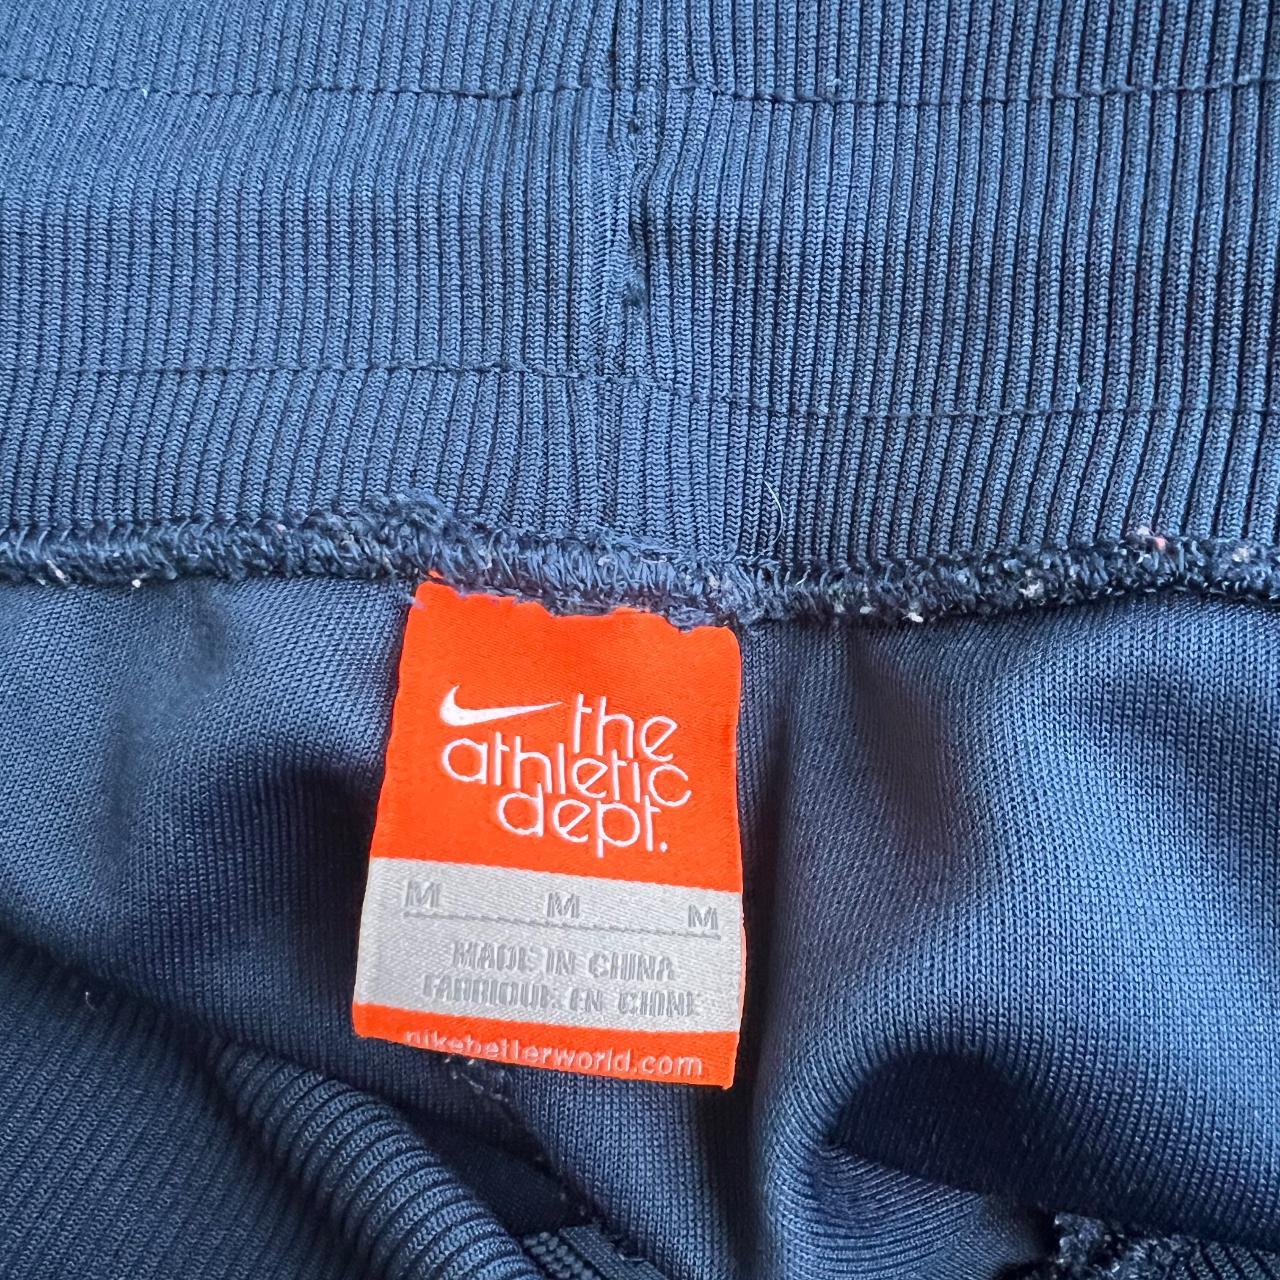 the
athletic
dept.
M M M
MADE IN CHINA
FABRIQUE EN CHINE
nikebetterworld.com